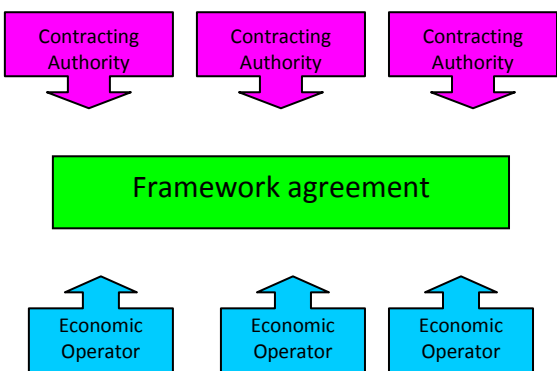 Contracting
Authority
Contracting
Authority
Contracting
Authority
Framework agreement
Economic
Operator
Economic
Operator
Economic
Operator